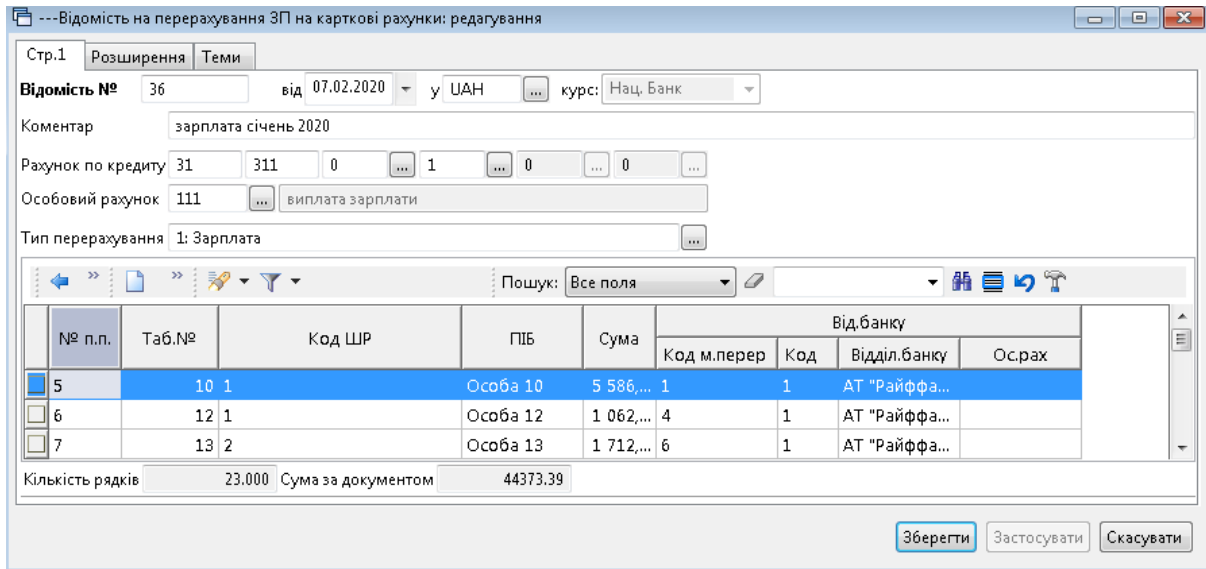 ---Відомість на перерахування ЗП на карткові рахунки: редагування
Стр.1 Розширення Теми
Відомість № 36 від 07.02.2020 у UAH ... курс: Нац. Банк
Коментар зарплата січень 2020
Рахунок по кредиту 31 311 0 ... 1 ... 0 ... 0 ...
Особовий рахунок 111 ... виплата зарплати
Тип перерахування 1: Зарплата ...
Пошук: Все поля
№ п.п. Таб.№ Код ШР ПІБ Сума Від.банку
Код м.перер Код Відділ.банку Ос.рах
5 10 1 Особа 10 5 586,... 1 1 АТ "Райффа...
6 12 1 Особа 12 1 062,... 4 1 АТ "Райффа...
7 13 2 Особа 13 1 712,... 6 1 АТ "Райффа...
Кількість рядків 23.000 Сума за документом 44373.39
Зберегти Застосувати Скасувати